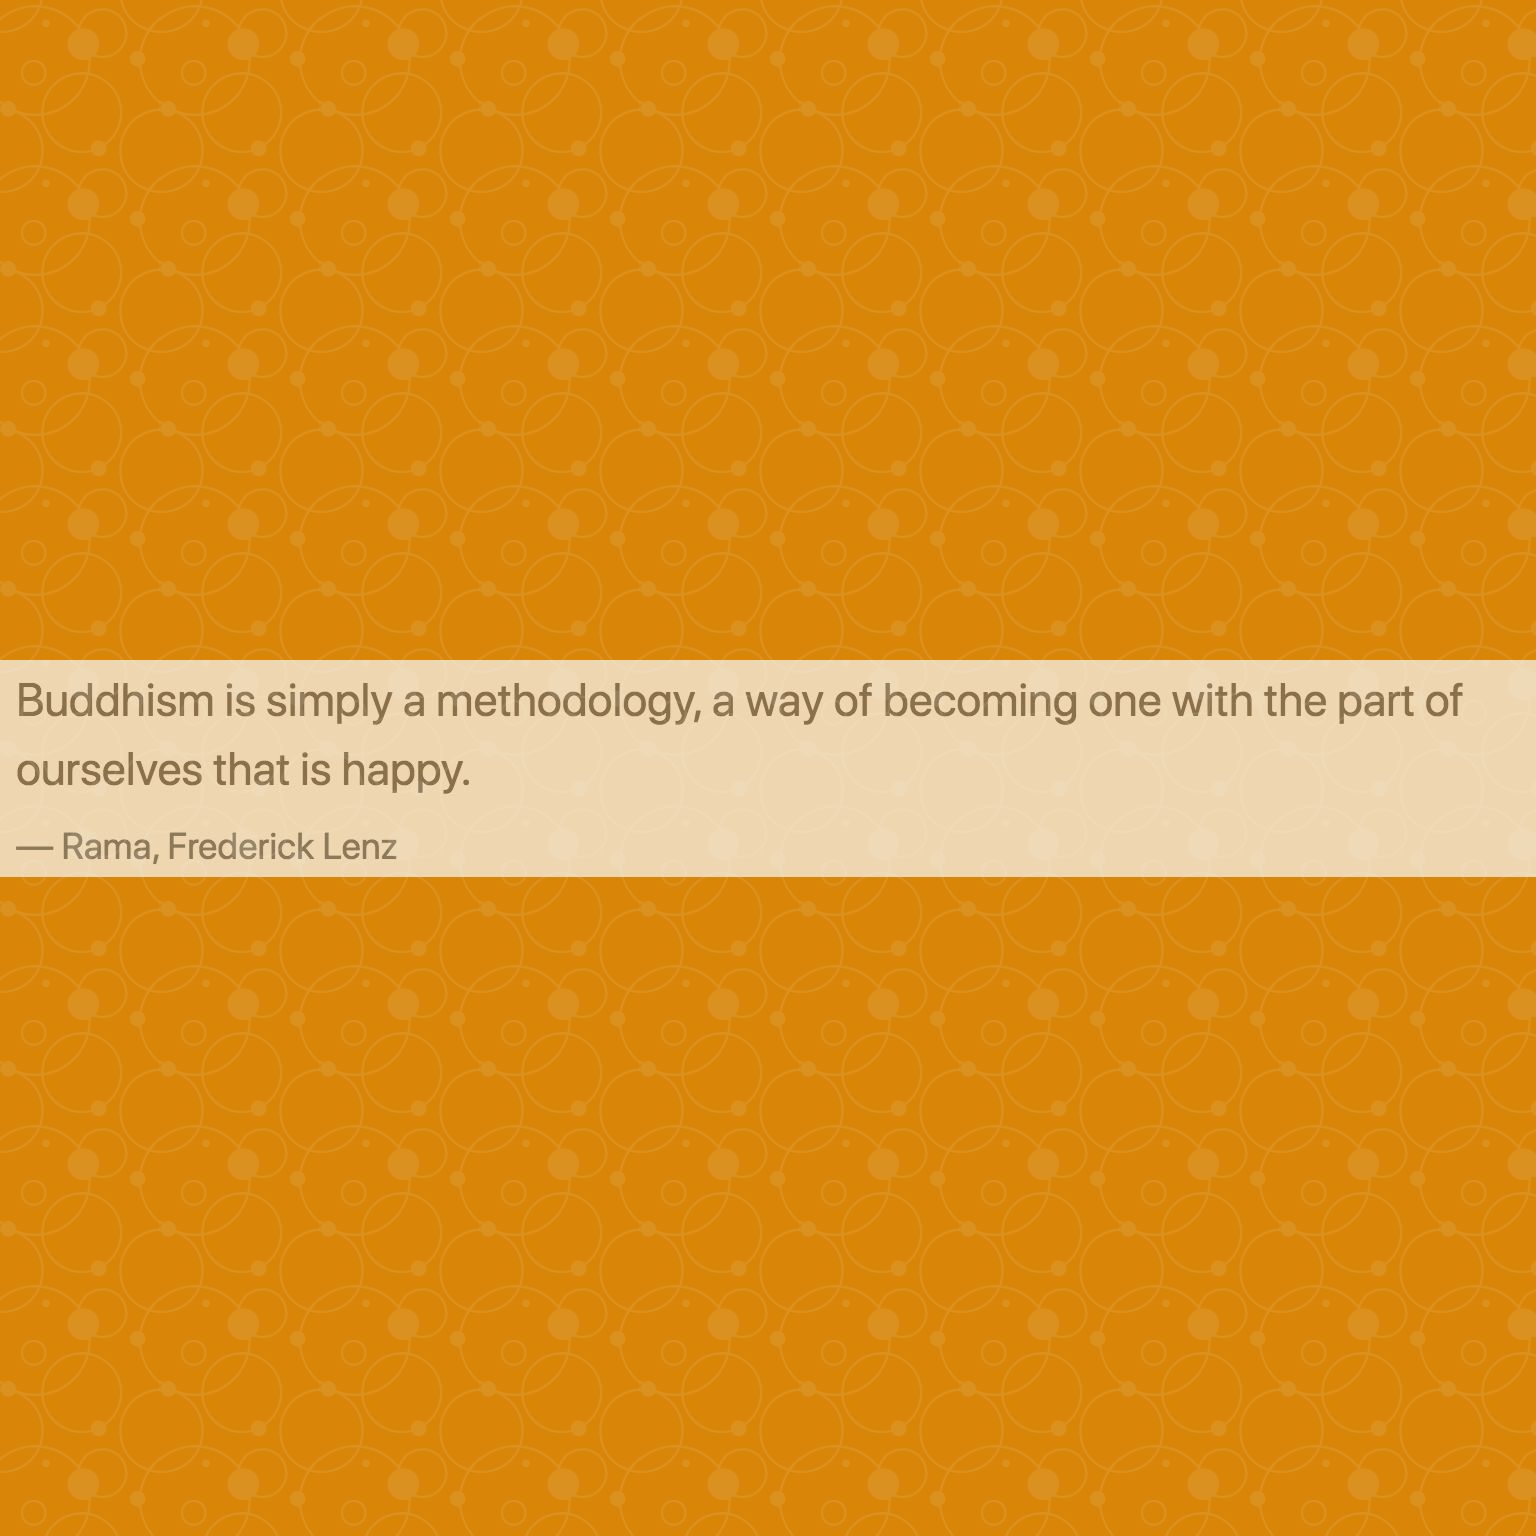 Buddhism is simply a methodology, a way of becoming one with the part of
ourselves that is happy.
— Rama, Frederick Lenz